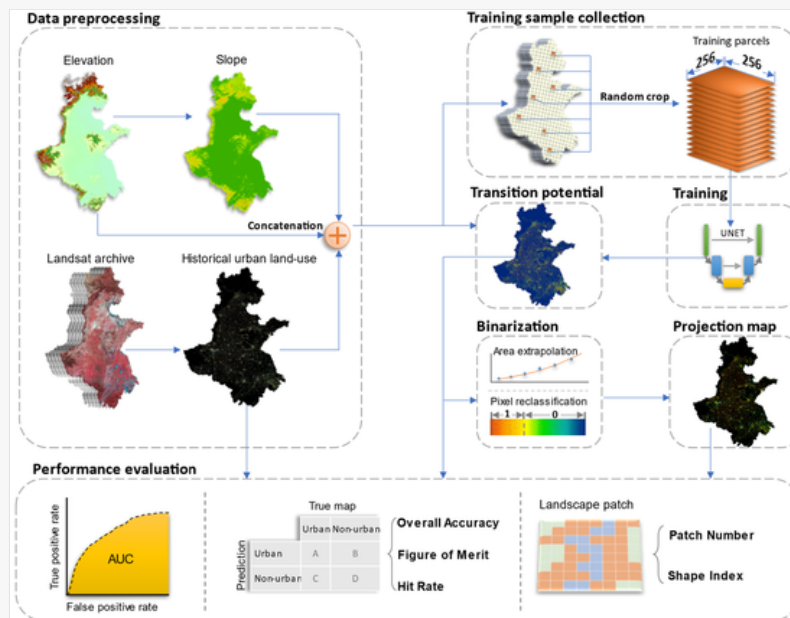 Data preprocessing
Elevation
Slope
Concatenation
Landsat archive
Historical urban land-use
Training sample collection
Training parcels
256
256
Random crop
Transition potential
Training
UNET
Binarization
Area extrapolation
Pixel reclassification
1
0
Projection map
Performance evaluation
True positive rate
AUC
False positive rate
True map
Urban Non-urban
Prediction
Urban A B
Non-urban C D
Overall Accuracy
Figure of Merit
Hit Rate
Landscape patch
Patch Number
Shape Index